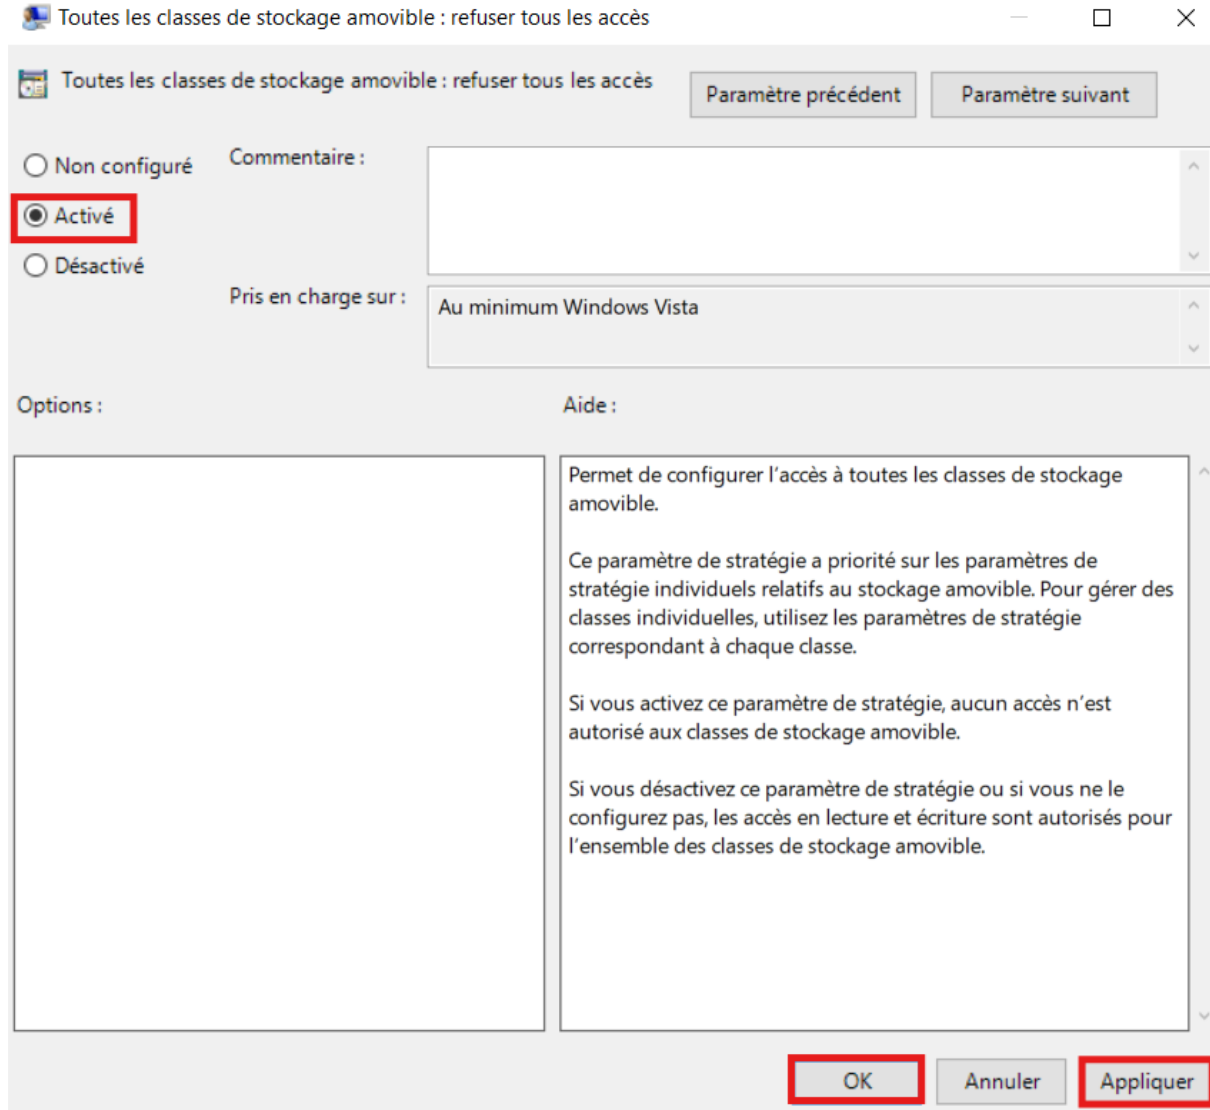 Toutes les classes de stockage amovible : refuser tous les accès
Toutes les classes de stockage amovible : refuser tous les accès
Paramètre précédent
Paramètre suivant
Non configuré
Commentaire :
Activé
Désactivé
Pris en charge sur :
Au minimum Windows Vista
Options :
Aide :
Permet de configurer l’accès à toutes les classes de stockage
amovible.
Ce paramètre de stratégie a priorité sur les paramètres de
stratégie individuels relatifs au stockage amovible. Pour gérer des
classes individuelles, utilisez les paramètres de stratégie
correspondant à chaque classe.
Si vous activez ce paramètre de stratégie, aucun accès n’est
autorisé aux classes de stockage amovible.
Si vous désactivez ce paramètre de stratégie ou si vous ne le
configurez pas, les accès en lecture et écriture sont autorisés pour
l’ensemble des classes de stockage amovible.
OK
Annuler
Appliquer